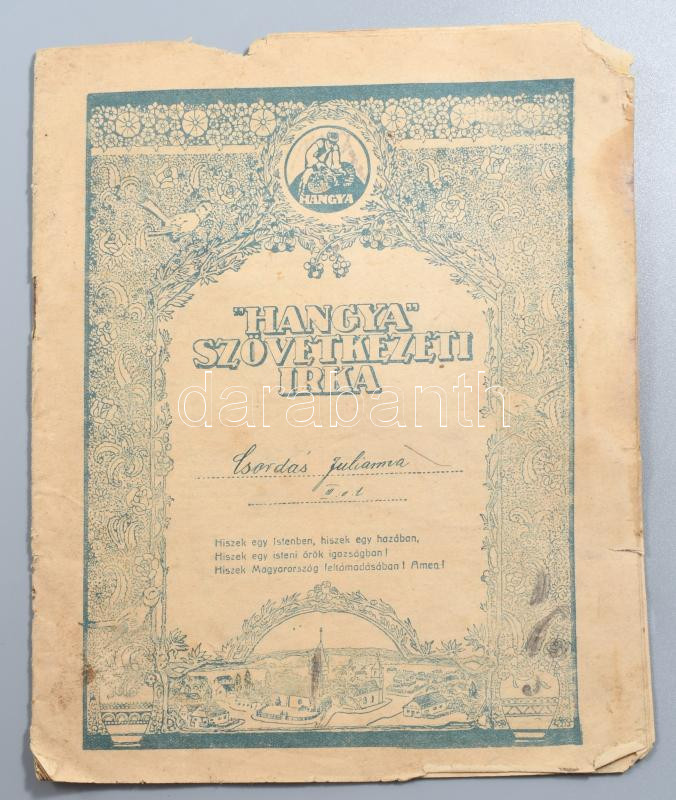 HANGYA
"HANGYA"
SZÖVETKEZETI
IRKA
darabanth
Csordás Julianna
II. o. t.
Hiszek egy Istenben, hiszek egy hazában,
Hiszek egy isteni örök igazságban!
Hiszek Magyarország feltámadásában! Amen!